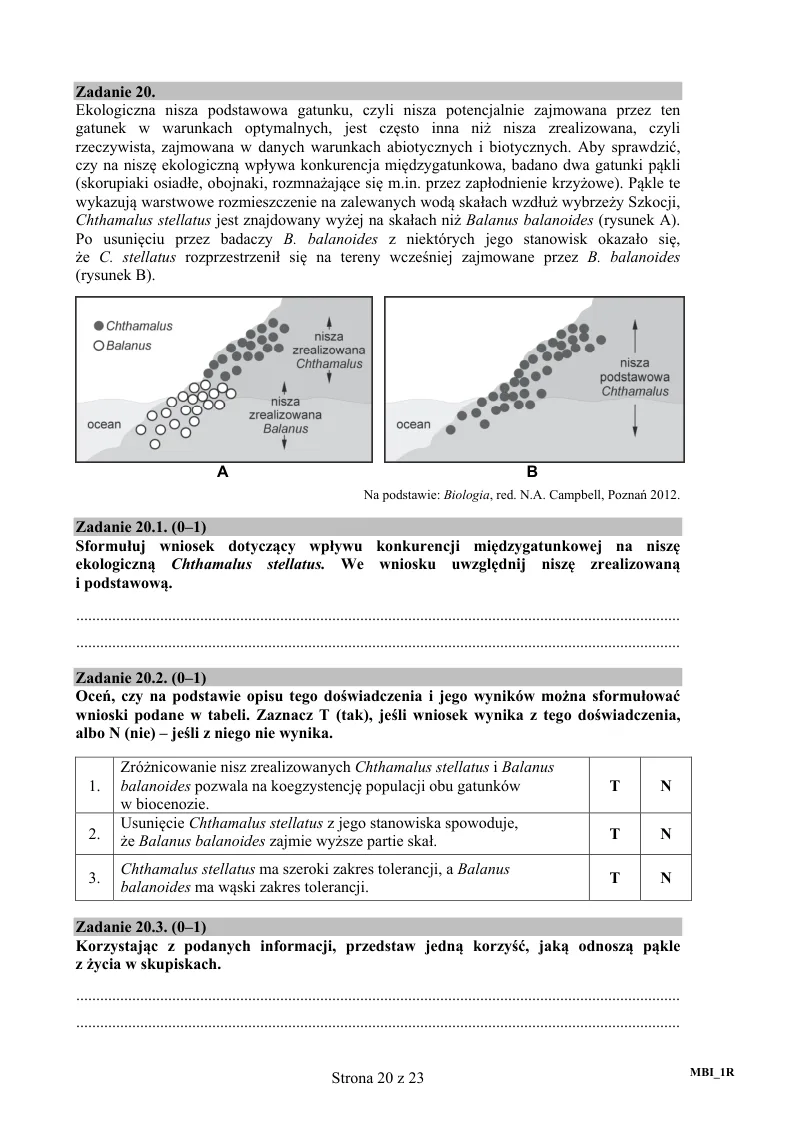 Zadanie 20.
Ekologiczna nisza podstawowa gatunku, czyli nisza potencjalnie zajmowana przez ten
gatunek w warunkach optymalnych, jest często inna niż nisza zrealizowana, czyli
rzeczywista, zajmowana w danych warunkach abiotycznych i biotycznych. Aby sprawdzić,
czy na niszę ekologiczną wpływa konkurencja międzygatunkowa, badano dwa gatunki pąkli
(skorupiaki osiadłe, obojnaki, rozmnażające się m.in. przez zapłodnienie krzyżowe). Pąkle te
wykazują warstwowe rozmieszczenie na zalewanych wodą skałach wzdłuż wybrzeży Szkocji,
Chthamalus stellatus jest znajdowany wyżej na skałach niż Balanus balanoides (rysunek A).
Po usunięciu przez badaczy B. balanoides z niektórych jego stanowisk okazało się,
że C. stellatus rozprzestrzenił się na tereny wcześniej zajmowane przez B. balanoides
(rysunek B).
Chthamalus
Balanus
nisza
zrealizowana
Chthamalus
nisza
zrealizowana
Balanus
ocean
A
nisza
podstawowa
Chthamalus
ocean
B
Na podstawie: Biologia, red. N.A. Campbell, Poznań 2012.
Zadanie 20.1. (0–1)
Sformułuj wniosek dotyczący wpływu konkurencji międzygatunkowej na niszę
ekologiczną Chthamalus stellatus. We wniosku uwzględnij niszę zrealizowaną
i podstawową.
Zadanie 20.2. (0–1)
Oceń, czy na podstawie opisu tego doświadczenia i jego wyników można sformułować
wnioski podane w tabeli. Zaznacz T (tak), jeśli wniosek wynika z tego doświadczenia,
albo N (nie) – jeśli z niego nie wynika.
1. Zróżnicowanie nisz zrealizowanych Chthamalus stellatus i Balanus
balanoides pozwala na koegzystencję populacji obu gatunków
w biocenozie. T N
2. Usunięcie Chthamalus stellatus z jego stanowiska spowoduje,
że Balanus balanoides zajmie wyższe partie skał. T N
3. Chthamalus stellatus ma szeroki zakres tolerancji, a Balanus
balanoides ma wąski zakres tolerancji. T N
Zadanie 20.3. (0–1)
Korzystając z podanych informacji, przedstaw jedną korzyść, jaką odnoszą pąkle
z życia w skupiskach.
Strona 20 z 23
MBI_1R